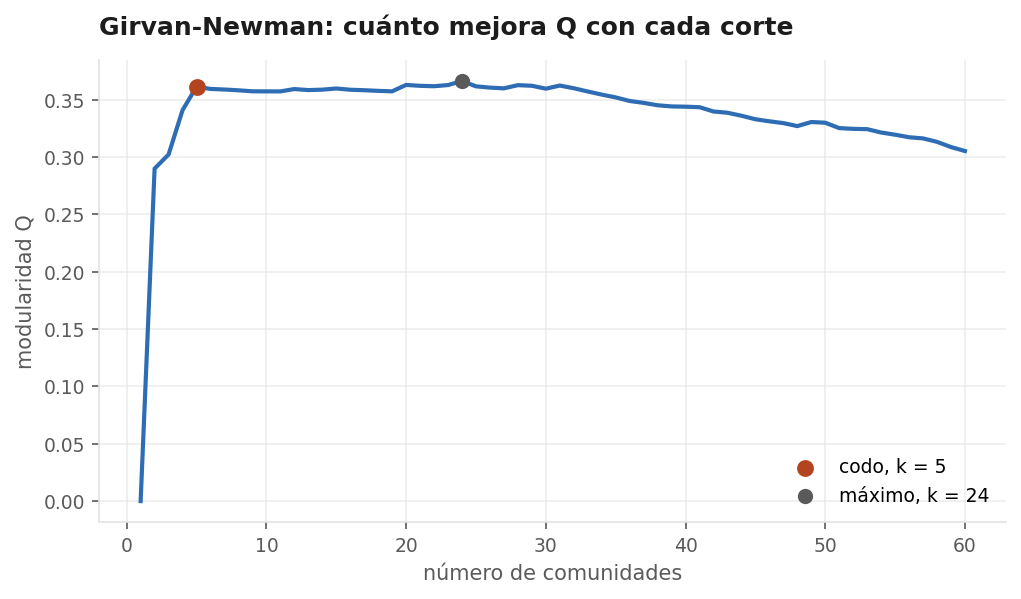 Girvan-Newman: cuánto mejora Q con cada corte
modularidad Q
0.35
0.30
0.25
0.20
0.15
0.10
0.05
0.00
codo, k = 5
máximo, k = 24
0 10 20 30 40 50 60
número de comunidades